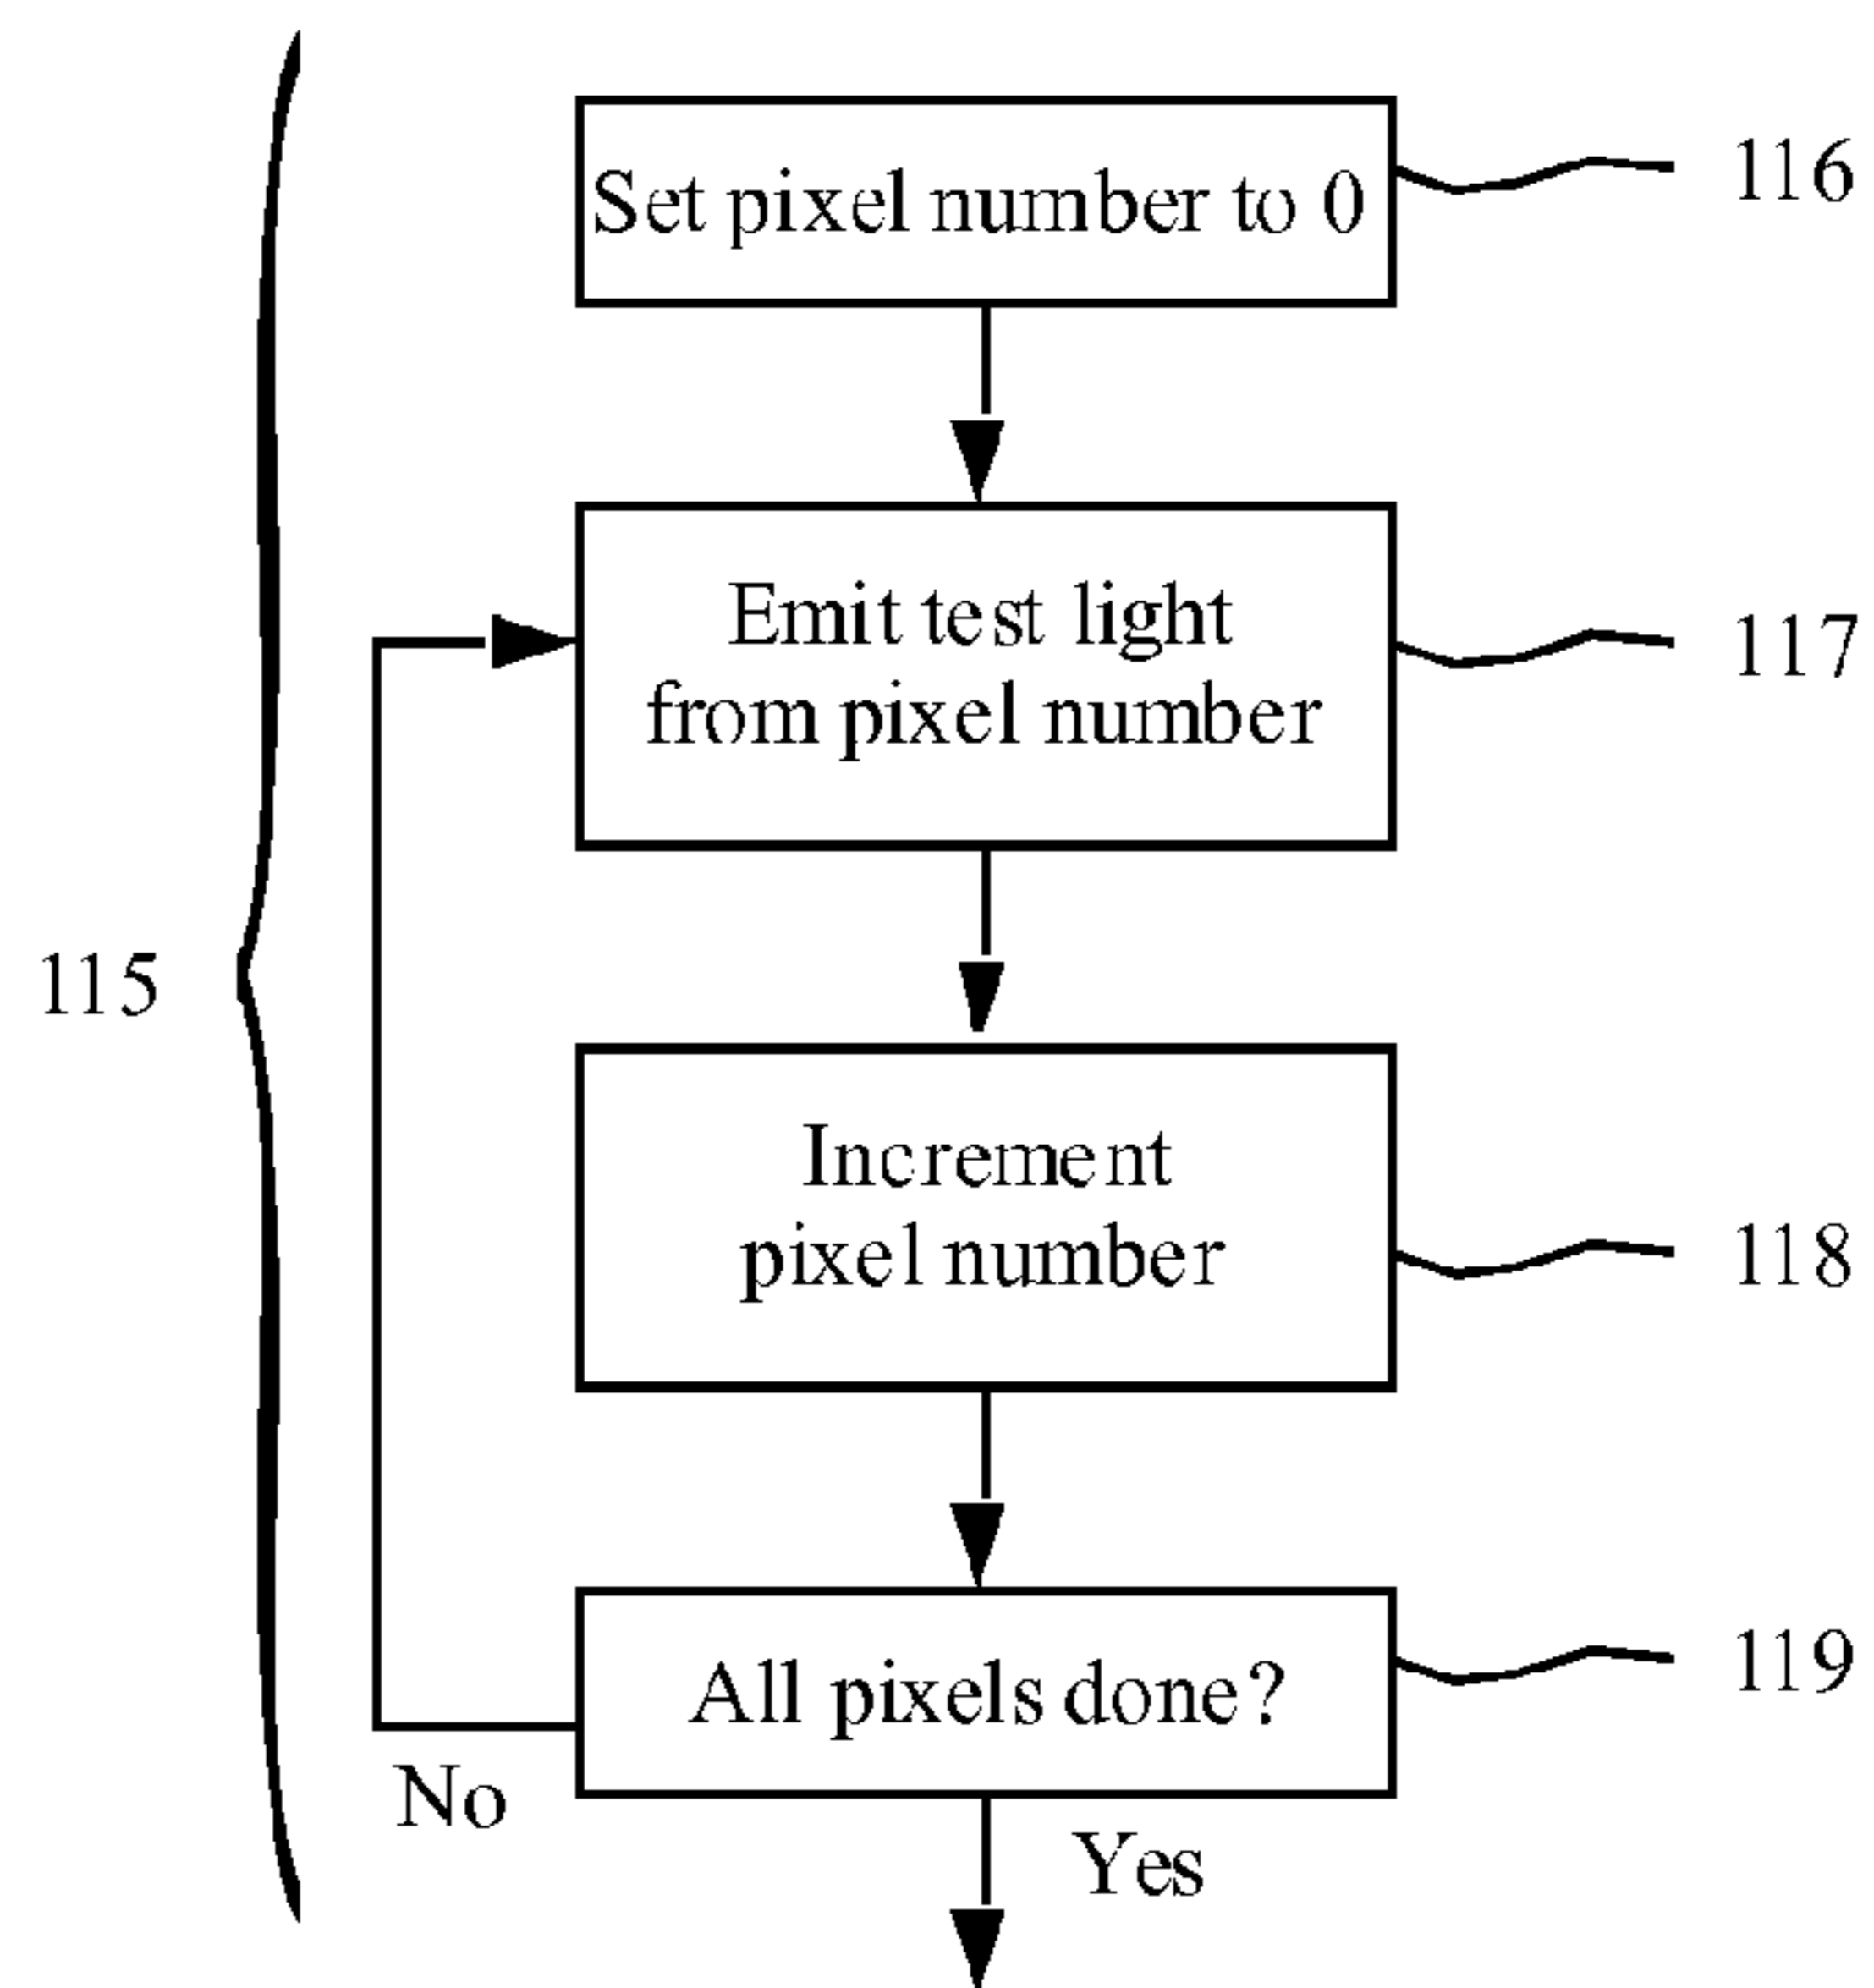 Set pixel number to 0
116
Emit test light
from pixel number
117
115
Increment
pixel number
118
All pixels done?
119
No
Yes